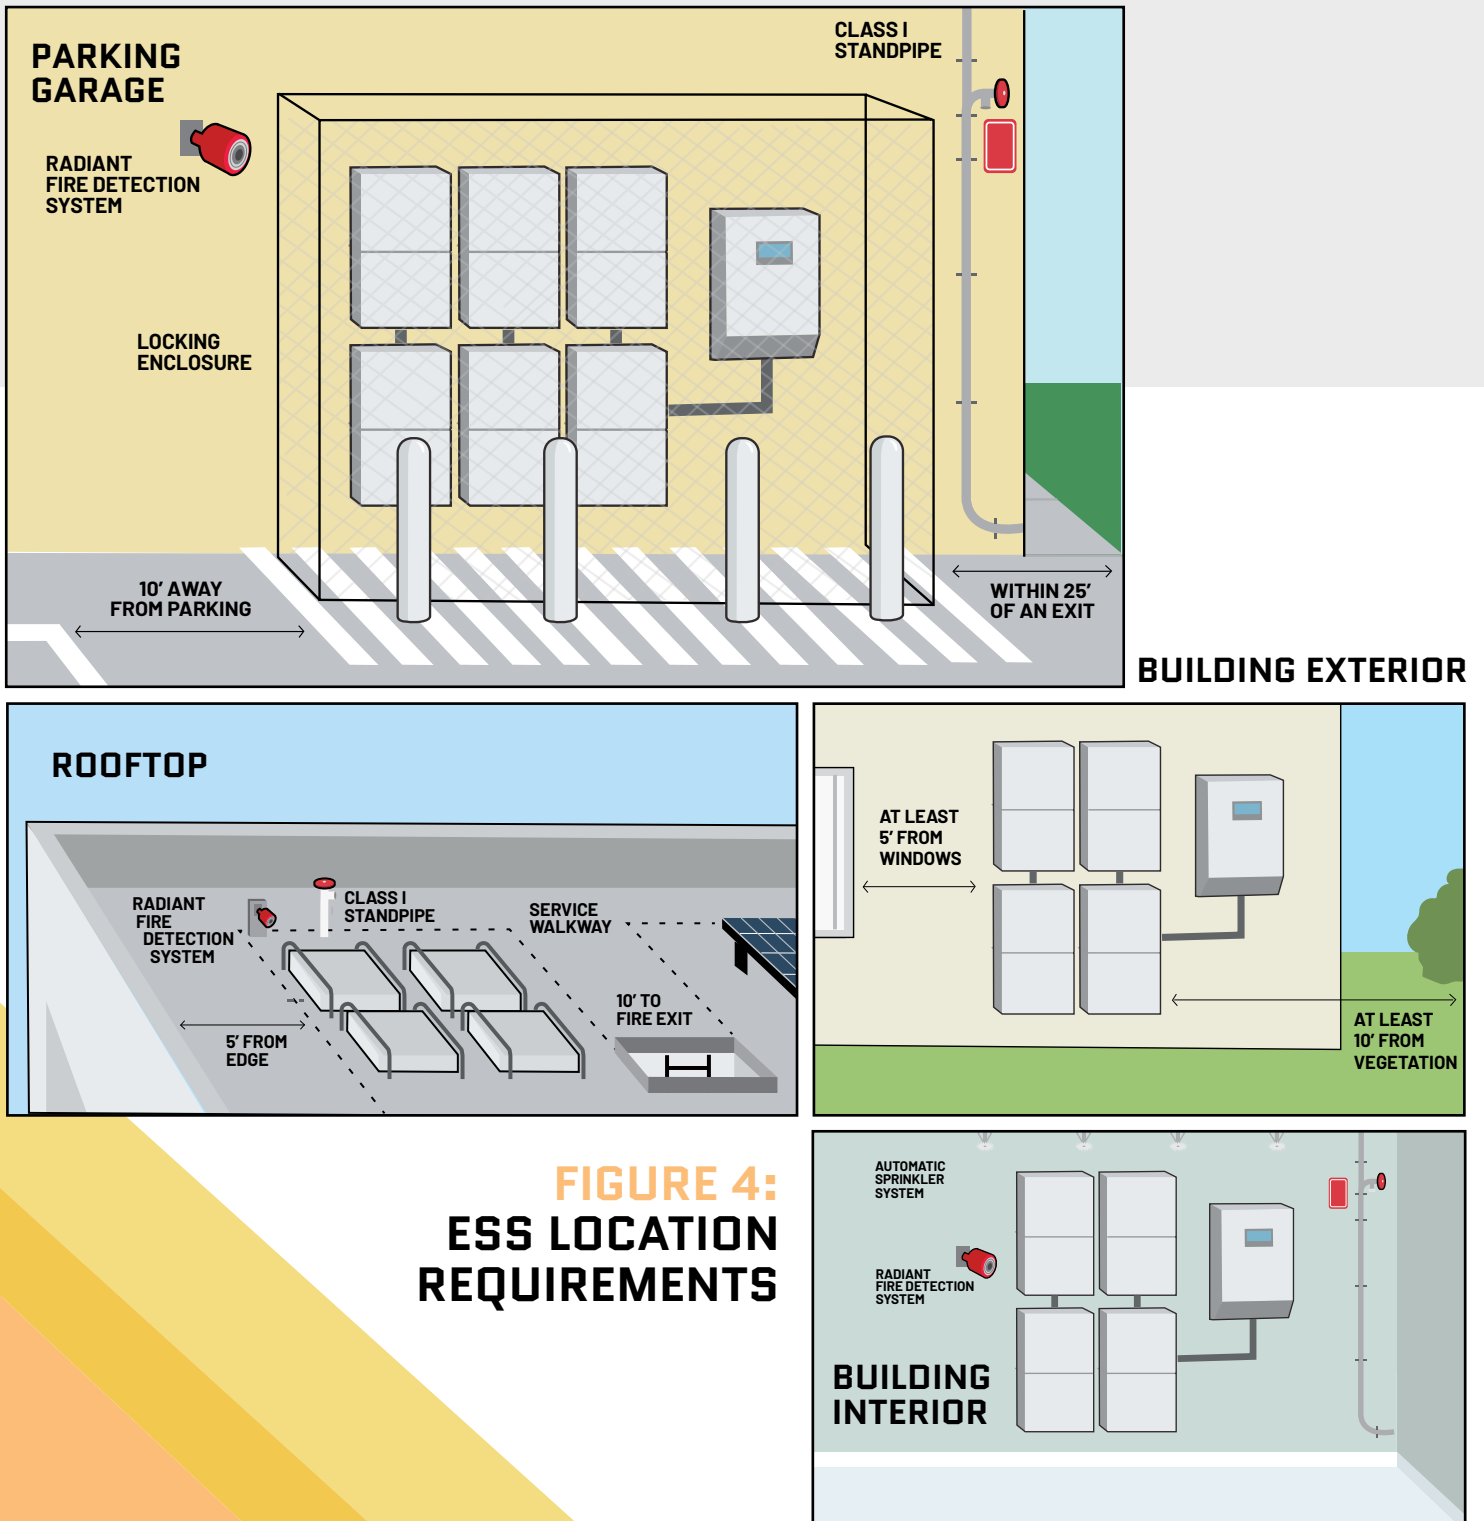 PARKING
GARAGE
CLASS I
STANDPIPE
RADIANT
FIRE DETECTION
SYSTEM
LOCKING
ENCLOSURE
10′ AWAY
FROM PARKING
WITHIN 25′
OF AN EXIT
BUILDING EXTERIOR
ROOFTOP
RADIANT
FIRE
DETECTION
SYSTEM
CLASS I
STANDPIPE
SERVICE
WALKWAY
10′ TO
FIRE EXIT
5′ FROM
EDGE
AT LEAST
5′ FROM
WINDOWS
AT LEAST
10′ FROM
VEGETATION
FIGURE 4:
ESS LOCATION
REQUIREMENTS
AUTOMATIC
SPRINKLER
SYSTEM
RADIANT
FIRE DETECTION
SYSTEM
BUILDING
INTERIOR